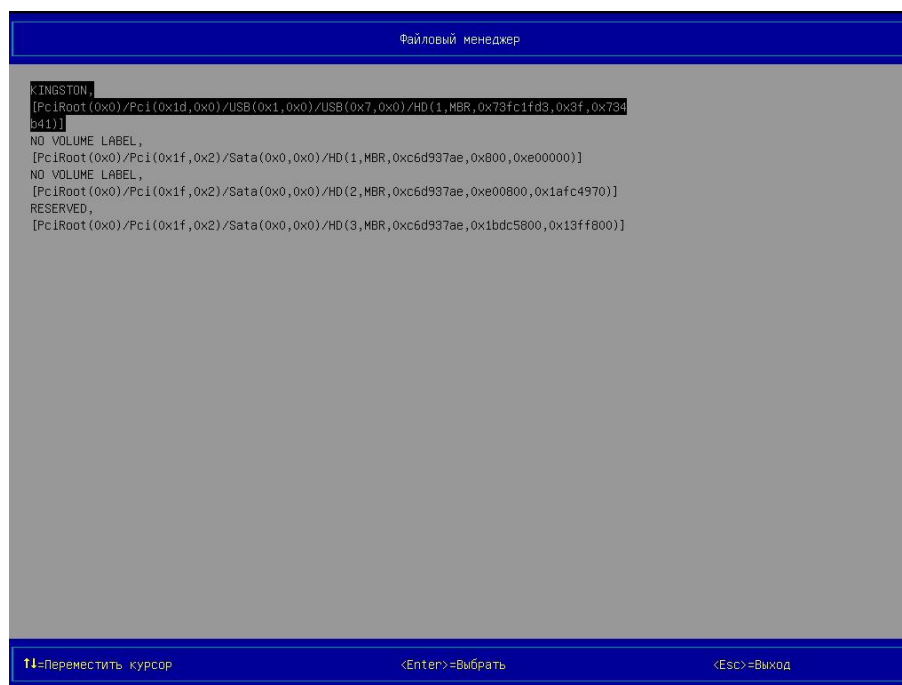 Файловый менеджер
KINGSTON,
[PciRoot(0x0)/Pci(0x1d,0x0)/USB(0x1,0x0)/USB(0x7,0x0)/HD(1,MBR,0x73fc1fd3,0x3f,0x734
b41)]
NO VOLUME LABEL,
[PciRoot(0x0)/Pci(0x1f,0x2)/Sata(0x0,0x0)/HD(1,MBR,0xc6d937ae,0x800,0xe00000)]
NO VOLUME LABEL,
[PciRoot(0x0)/Pci(0x1f,0x2)/Sata(0x0,0x0)/HD(2,MBR,0xc6d937ae,0xe00800,0x1afc4970)]
RESERVED,
[PciRoot(0x0)/Pci(0x1f,0x2)/Sata(0x0,0x0)/HD(3,MBR,0xc6d937ae,0x1bdc5800,0x13ff800)]
↑↓=Переместить курсор <Enter>=Выбрать <Esc>=Выход